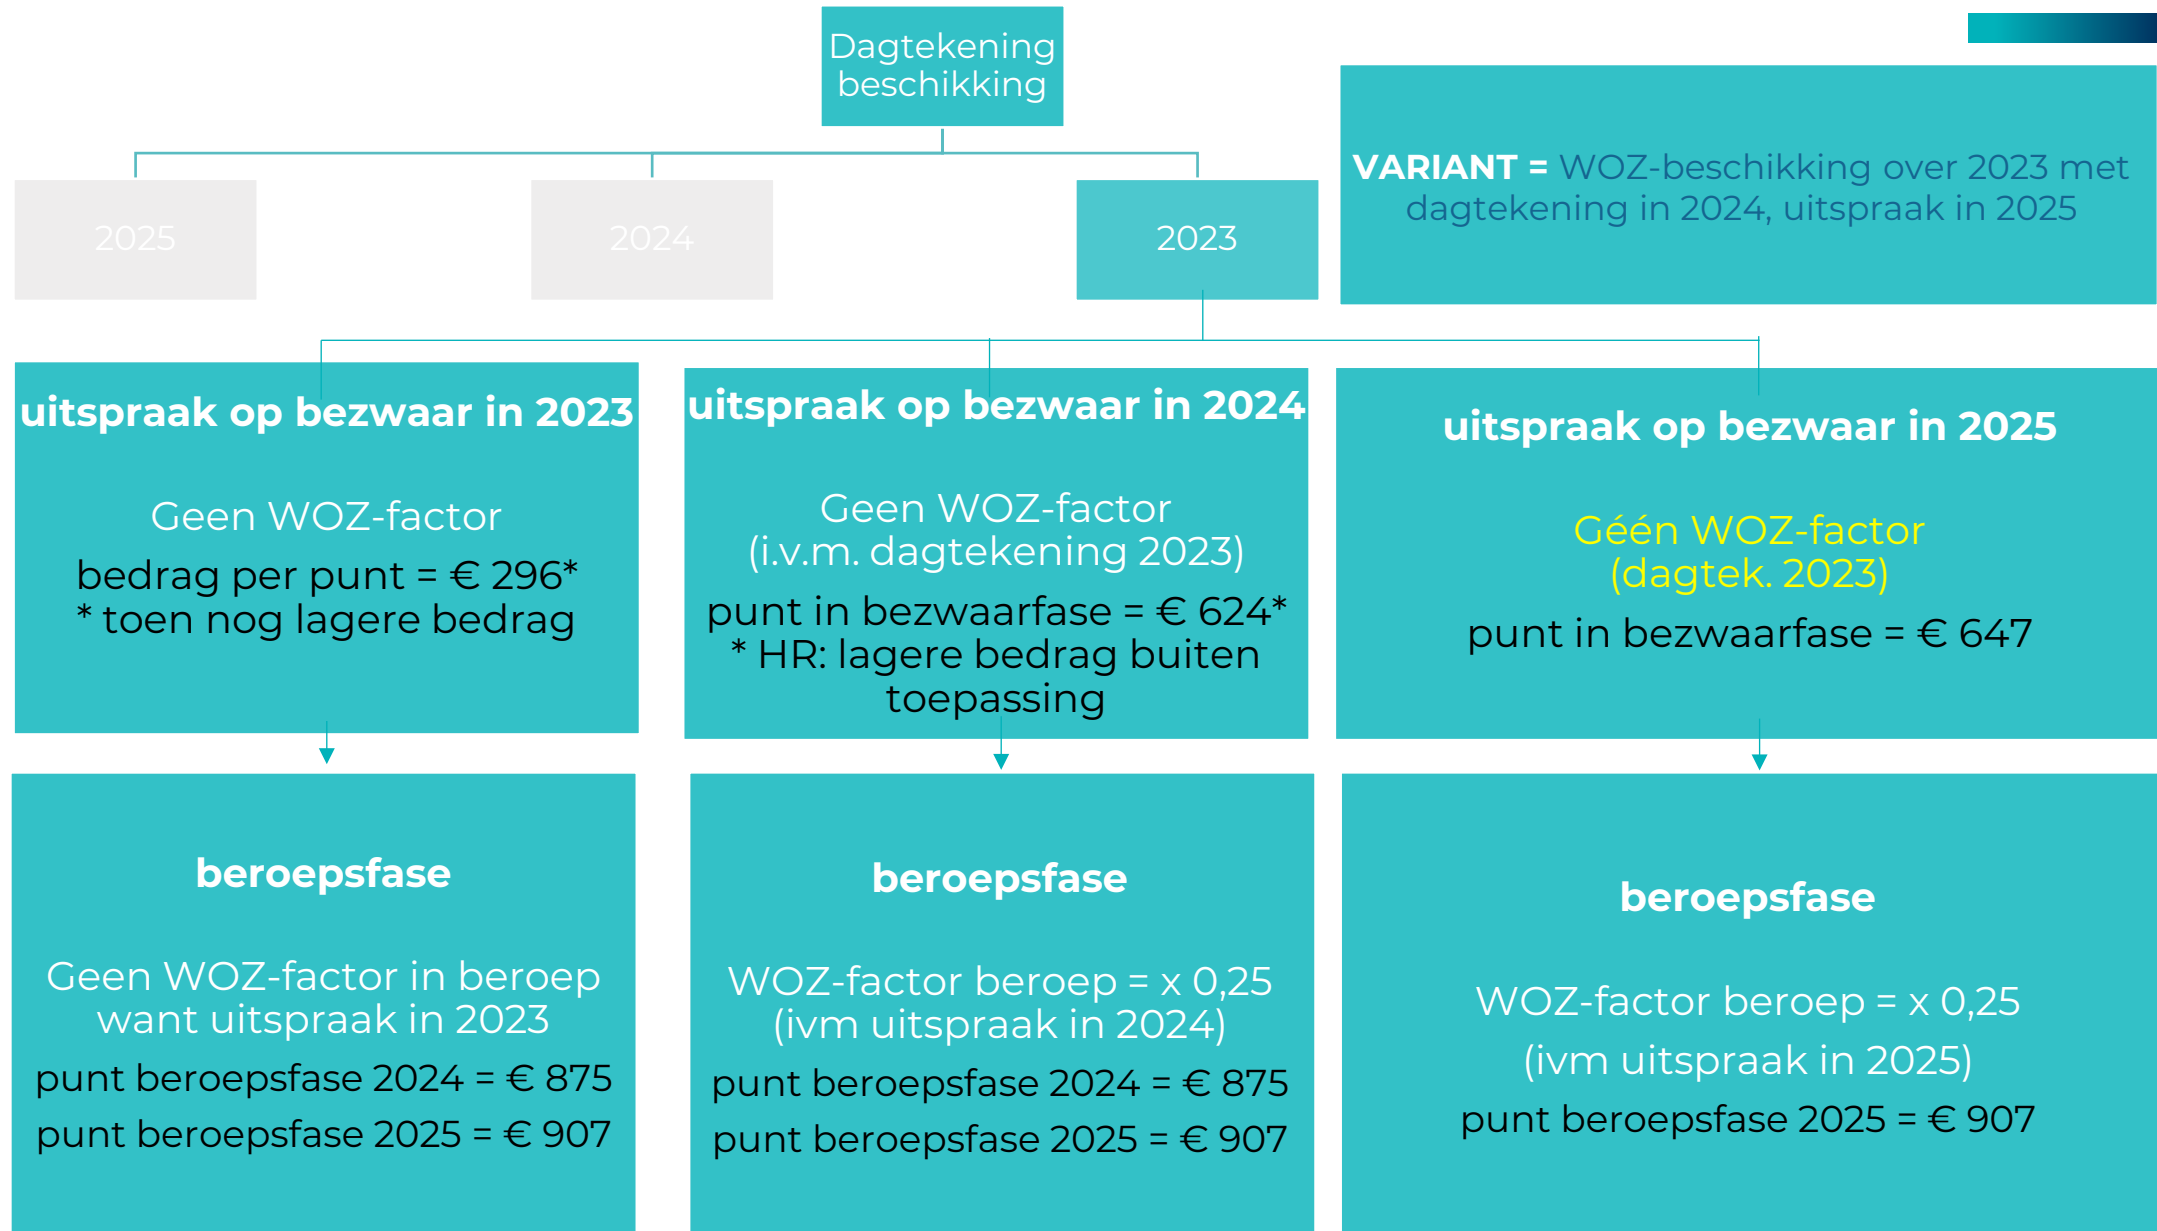 Dagtekening
beschikking
VARIANT = WOZ-beschikking over 2023 met
dagtekening in 2024, uitspraak in 2025
2025
2024
2023
uitspraak op bezwaar in 2023
Geen WOZ-factor
bedrag per punt = € 296*
* toen nog lagere bedrag
uitspraak op bezwaar in 2024
Geen WOZ-factor
(i.v.m. dagtekening 2023)
punt in bezwaarfase = € 624*
* HR: lagere bedrag buiten
toepassing
uitspraak op bezwaar in 2025
Géén WOZ-factor
(dagtek. 2023)
punt in bezwaarfase = € 647
beroepsfase
Geen WOZ-factor in beroep
want uitspraak in 2023
punt beroepsfase 2024 = € 875
punt beroepsfase 2025 = € 907
beroepsfase
WOZ-factor beroep = x 0,25
(ivm uitspraak in 2024)
punt beroepsfase 2024 = € 875
punt beroepsfase 2025 = € 907
beroepsfase
WOZ-factor beroep = x 0,25
(ivm uitspraak in 2025)
punt beroepsfase 2025 = € 907